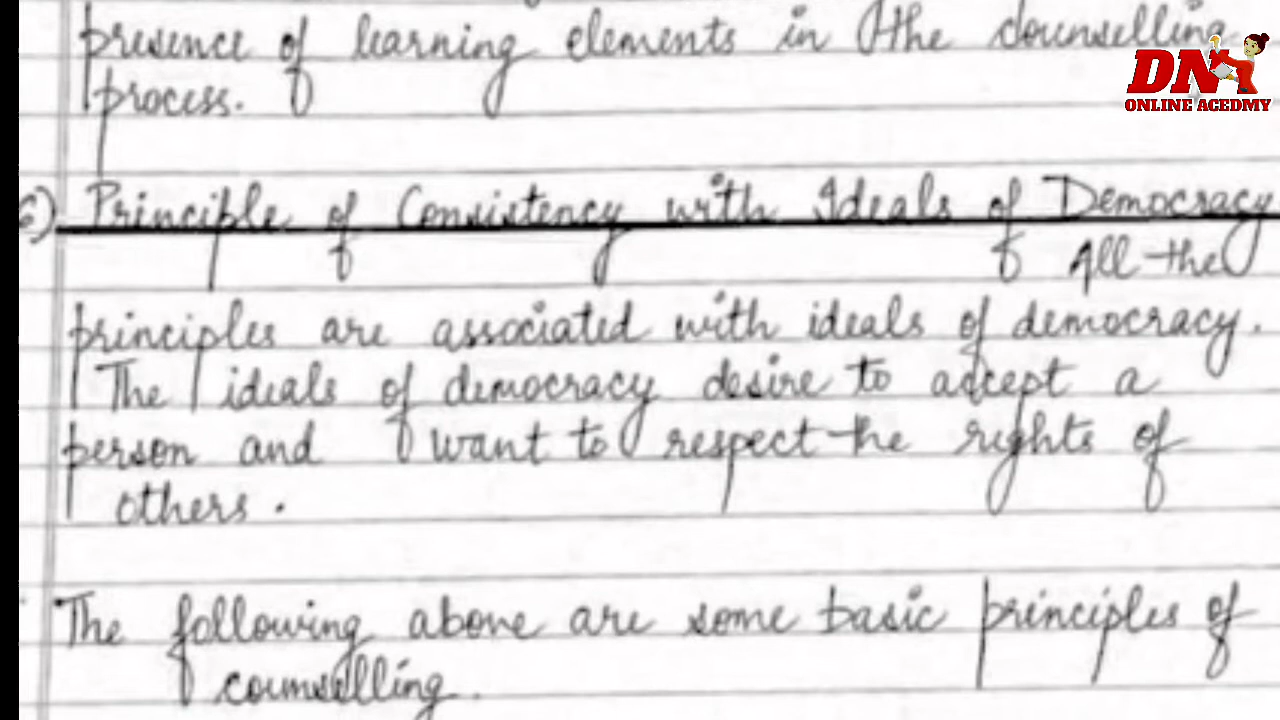 presence of learning elements in the counselling
process.
DN
ONLINE ACEDMY
6) Principle of Consistency with Ideals of Democracy
All the
principles are associated with ideals of democracy.
The ideals of democracy desire to accept a
person and want to respect the rights of
others.
The following above are some basic principles of
counselling.